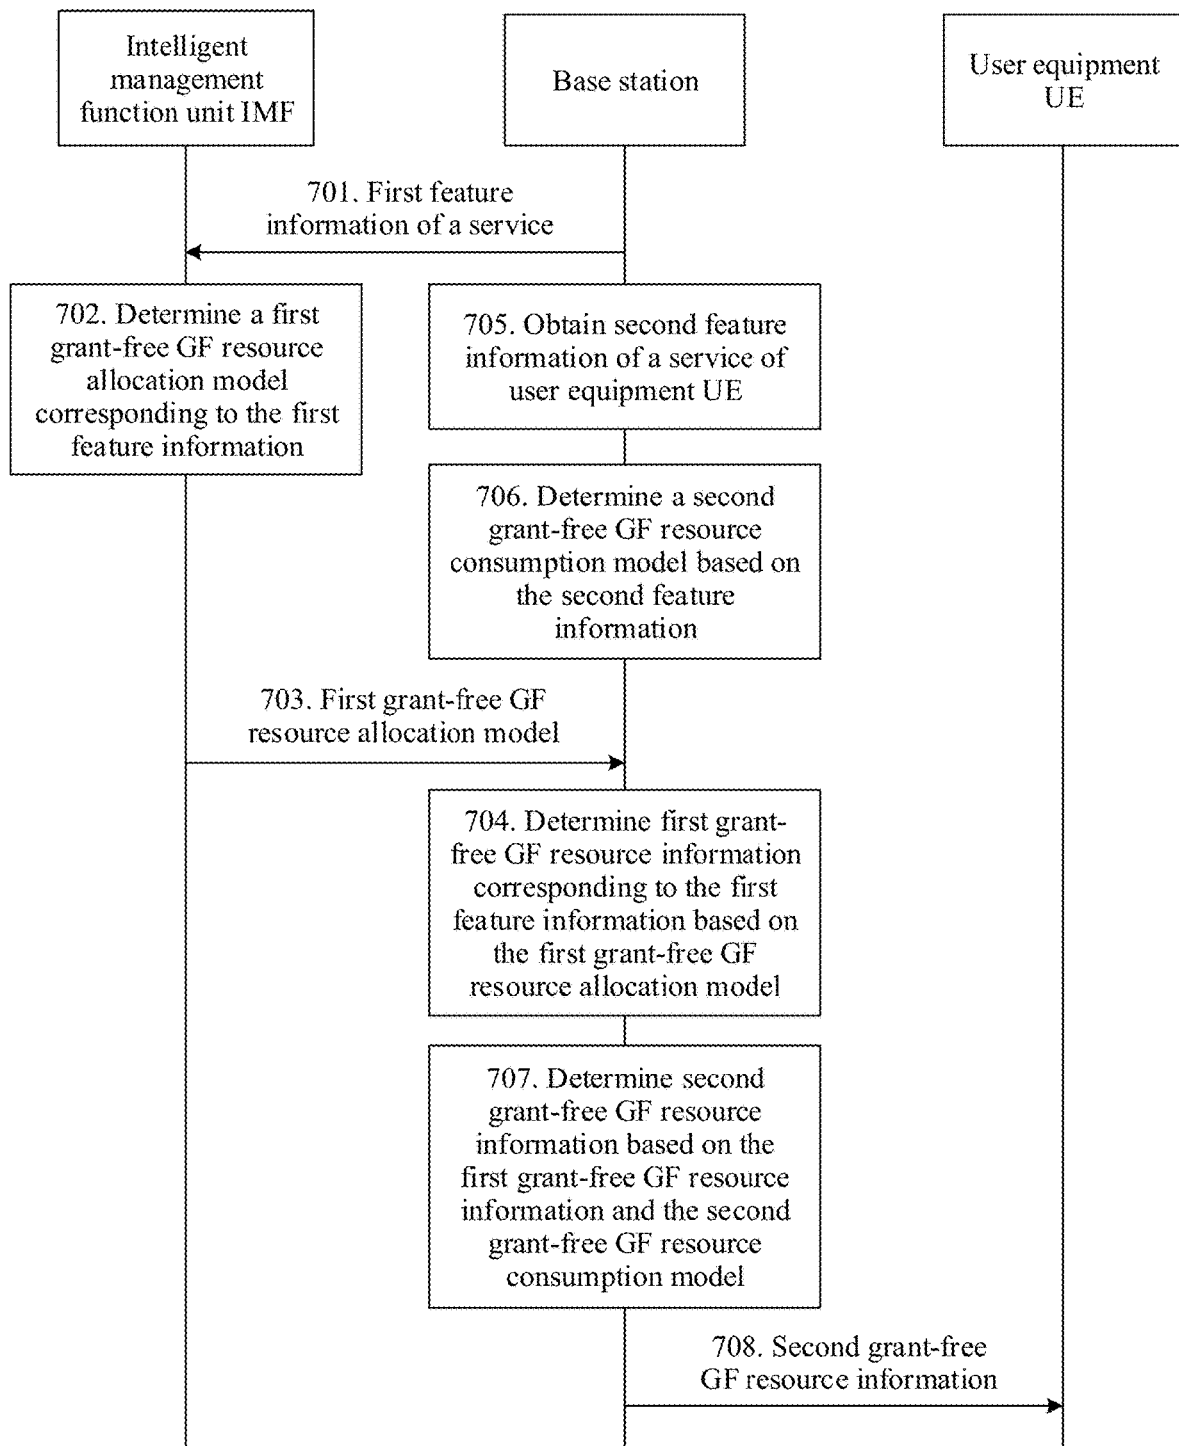 Intelligent
management
function unit IMF
Base station
User equipment
UE
701. First feature
information of a service
702. Determine a first
grant-free GF resource
allocation model
corresponding to the first
feature information
705. Obtain second feature
information of a service of
user equipment UE
706. Determine a second
grant-free GF resource
consumption model based on
the second feature
information
703. First grant-free GF
resource allocation model
704. Determine first grant-
free GF resource information
corresponding to the first
feature information based on
the first grant-free GF
resource allocation model
707. Determine second
grant-free GF resource
information based on the
first grant-free GF resource
information and the second
grant-free GF resource
consumption model
708. Second grant-free
GF resource information